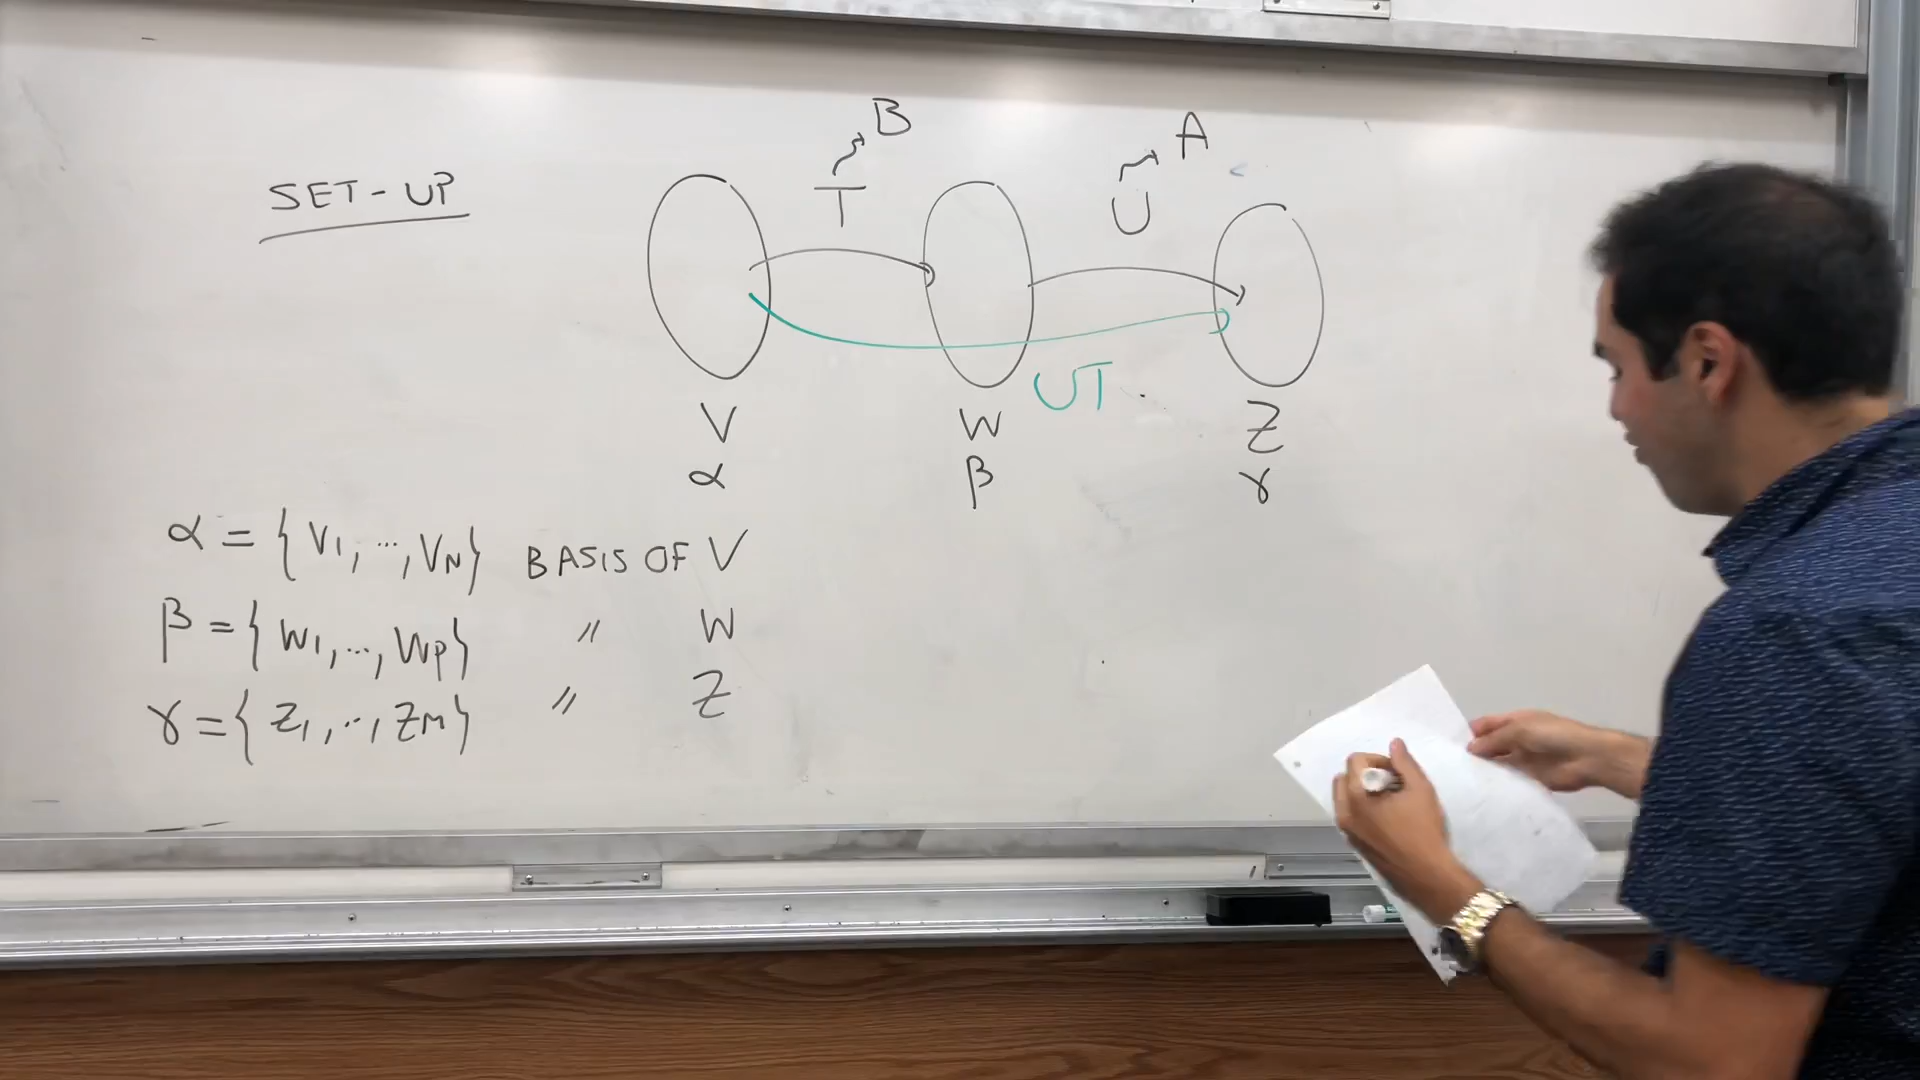 SET-UP
B
A
T
U
UT
V
W
Z
α
β
γ
α = {V1, ..., VN} BASIS OF V
β = {W1, ..., WP} " W
γ = {Z1, ..., ZM} " Z